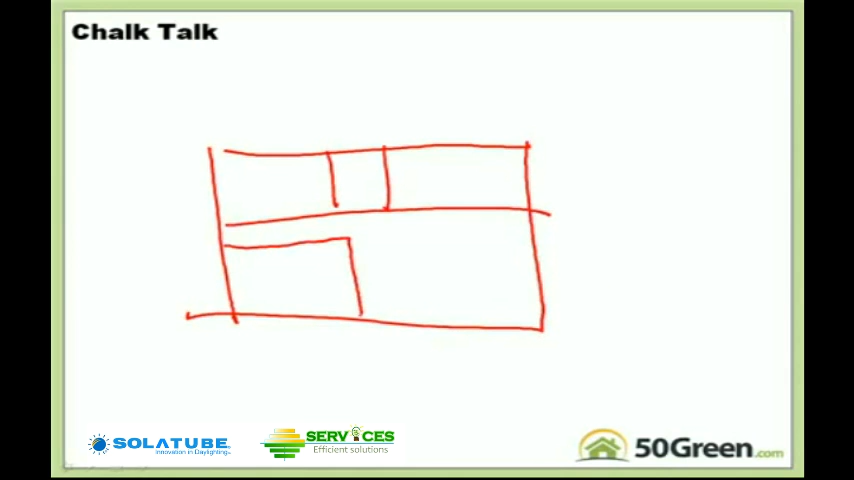 Chalk Talk
SOLATUBE
Innovation in Daylighting.
SERVICES
Efficient solutions
50Green.com